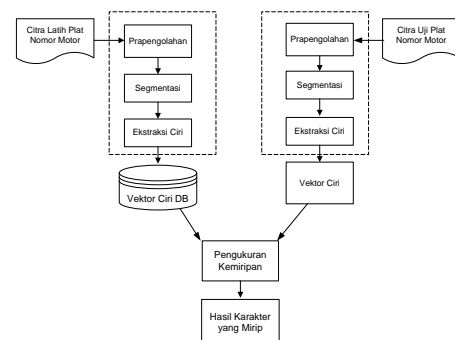 Citra Latih Plat
Nomor Motor
Prapengolahan
Segmentasi
Ekstraksi Ciri
Vektor Ciri DB
Citra Uji Plat
Nomor Motor
Prapengolahan
Segmentasi
Ekstraksi Ciri
Vektor Ciri
Pengukuran
Kemiripan
Hasil Karakter
yang Mirip